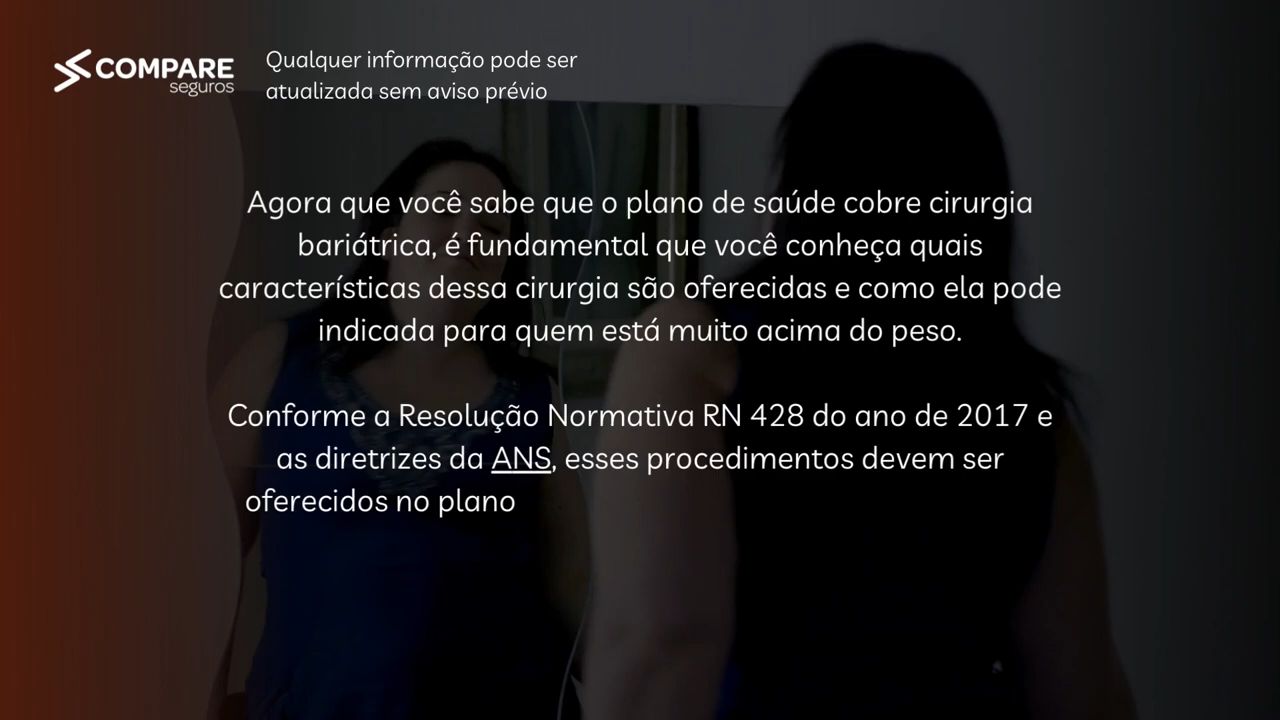 COMPARE
seguros
Qualquer informação pode ser
atualizada sem aviso prévio
Agora que você sabe que o plano de saúde cobre cirurgia
bariátrica, é fundamental que você conheça quais
características dessa cirurgia são oferecidas e como ela pode
indicada para quem está muito acima do peso.
Conforme a Resolução Normativa RN 428 do ano de 2017 e
as diretrizes da ANS, esses procedimentos devem ser
oferecidos no plano